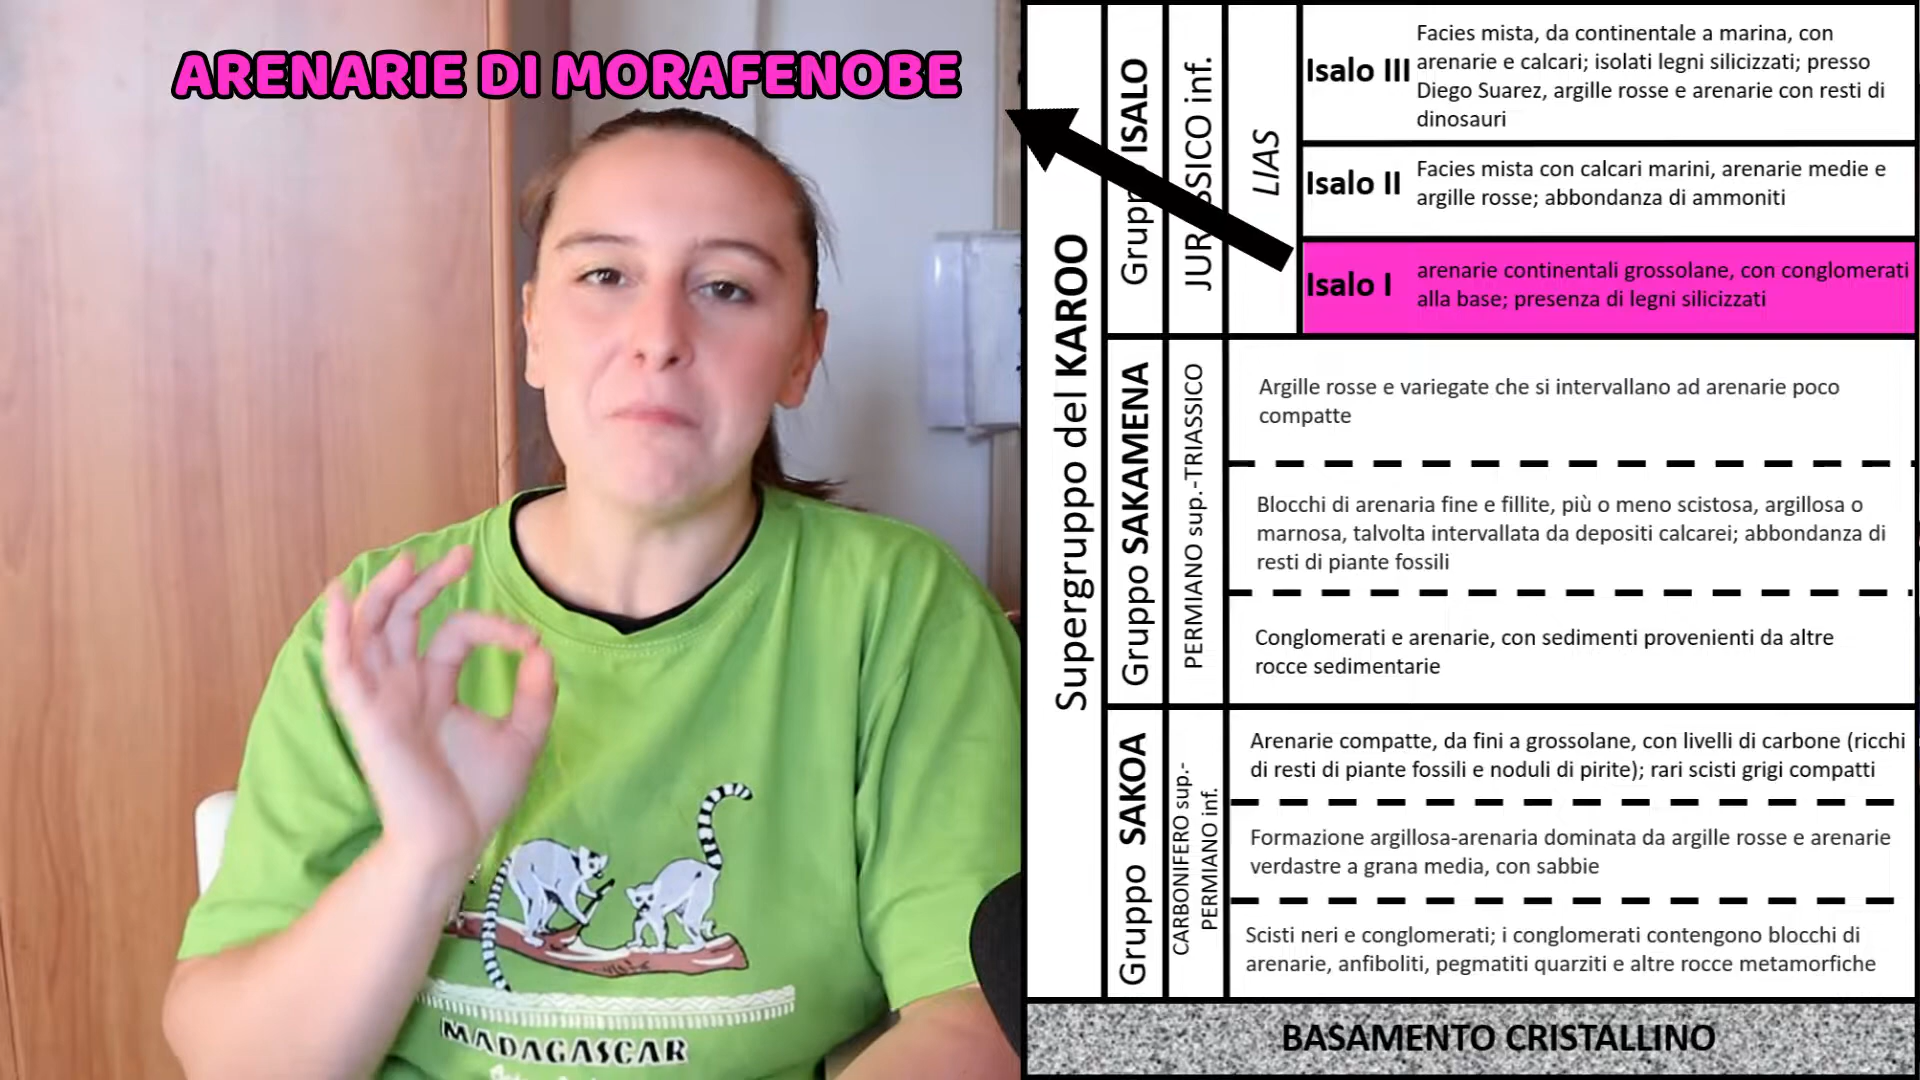 ARENARIE DI MORAFENOBE
Supergruppo del KAROO
Gruppo ISALO
JURASSICO inf.
LIAS
Isalo III
Facies mista, da continentale a marina, con
arenarie e calcari; isolati legni silicizzati; presso
Diego Suarez, argille rosse e arenarie con resti di
dinosauri
Isalo II
Facies mista con calcari marini, arenarie medie e
argille rosse; abbondanza di ammoniti
Isalo I
arenarie continentali grossolane, con conglomerati
alla base; presenza di legni silicizzati
Gruppo SAKAMENA
PERMIANO sup.-TRIASSICO
Argille rosse e variegate che si intervallano ad arenarie poco
compatte
Blocchi di arenaria fine e fillite, più o meno scistosa, argillosa o
marnosa, talvolta intervallata da depositi calcarei; abbondanza di
resti di piante fossili
Conglomerati e arenarie, con sedimenti provenienti da altre
rocce sedimentarie
Gruppo SAKOA
CARBONIFERO sup.-
PERMIANO inf.
Arenarie compatte, da fini a grossolane, con livelli di carbone (ricchi
di resti di piante fossili e noduli di pirite); rari scisti grigi compatti
Formazione argillosa-arenaria dominata da argille rosse e arenarie
verdastre a grana media, con sabbie
Scisti neri e conglomerati; i conglomerati contengono blocchi di
arenarie, anfiboliti, pegmatiti quarziti e altre rocce metamorfiche
BASAMENTO CRISTALLINO
MADAGASCAR